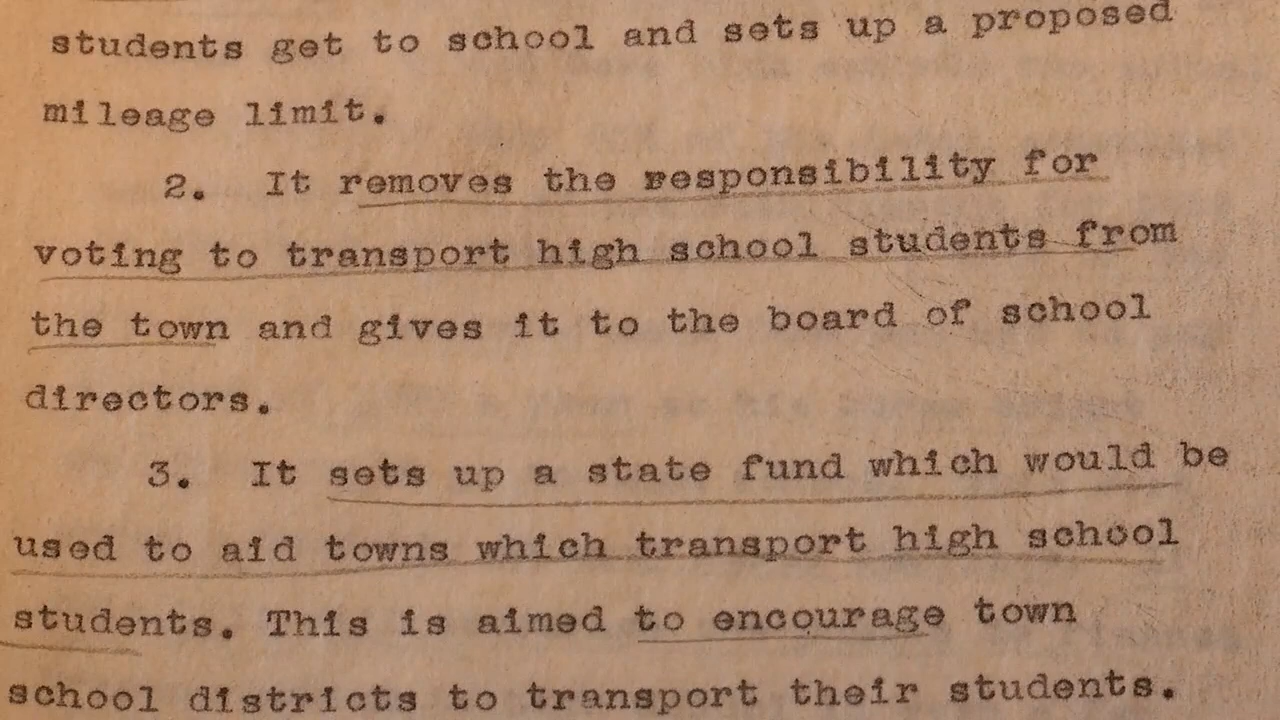 students get to school and sets up a proposed
mileage limit.
2. It removes the responsibility for
voting to transport high school students from
the town and gives it to the board of school
directors.
3. It sets up a state fund which would be
used to aid towns which transport high school
students. This is aimed to encourage town
school districts to transport their students.